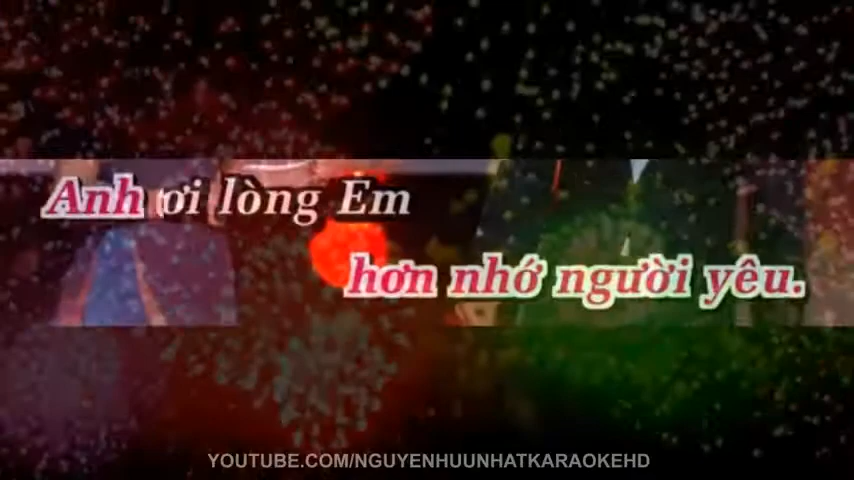 Anh ơi lòng Em
hơn nhớ người yêu.
YOUTUBE.COM/NGUYENHUUNHATKARAOKEHD